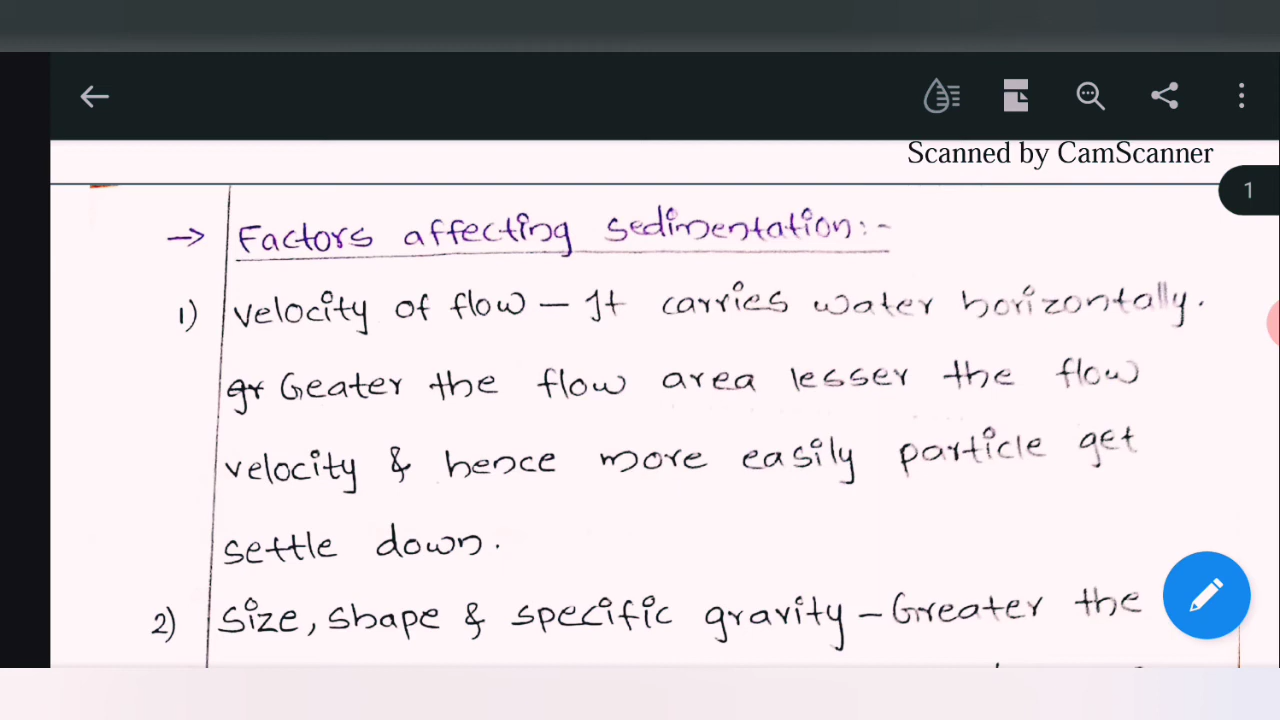 Scanned by CamScanner
1
→ Factors affecting sedimentation:-
1) velocity of flow – It carries water horizontally.
gr Geater the flow area lesser the flow
velocity & hence more easily particle get
settle down.
2) Size, shape & specific gravity – Greater the